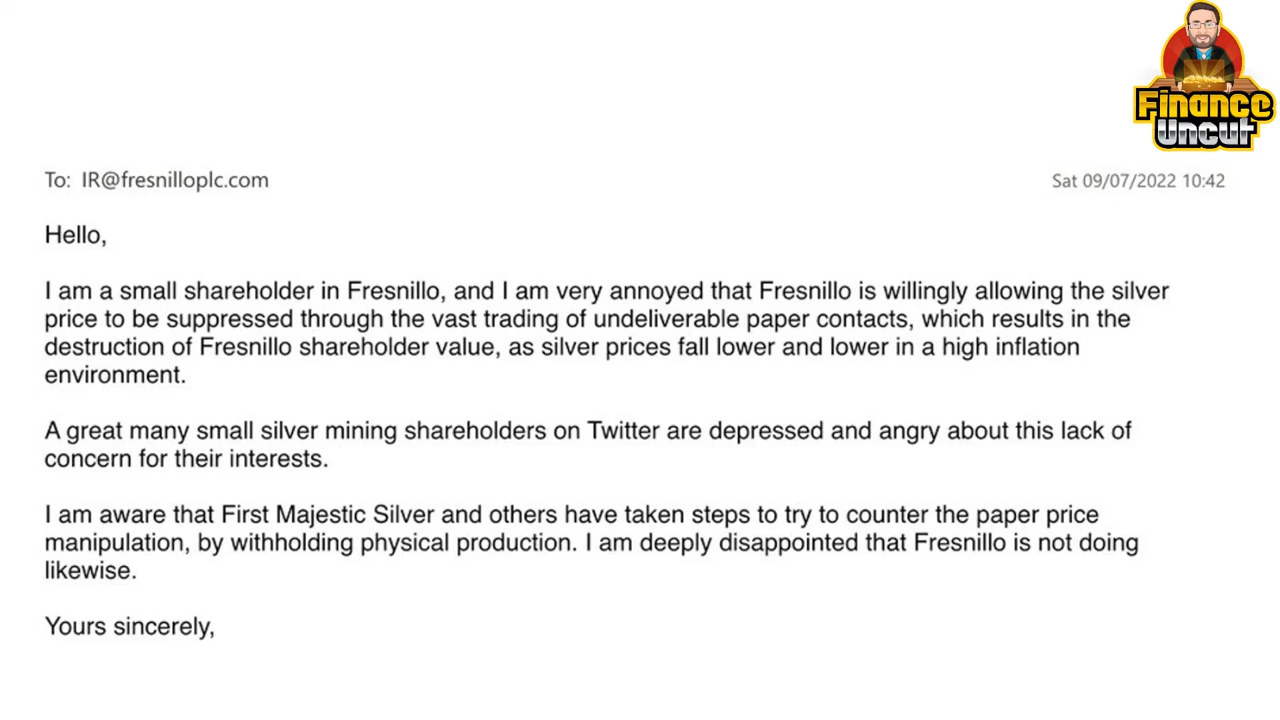 Finance
Uncut
To: IR@fresnilloplc.com
Sat 09/07/2022 10:42
Hello,
I am a small shareholder in Fresnillo, and I am very annoyed that Fresnillo is willingly allowing the silver
price to be suppressed through the vast trading of undeliverable paper contacts, which results in the
destruction of Fresnillo shareholder value, as silver prices fall lower and lower in a high inflation
environment.
A great many small silver mining shareholders on Twitter are depressed and angry about this lack of
concern for their interests.
I am aware that First Majestic Silver and others have taken steps to try to counter the paper price
manipulation, by withholding physical production. I am deeply disappointed that Fresnillo is not doing
likewise.
Yours sincerely,